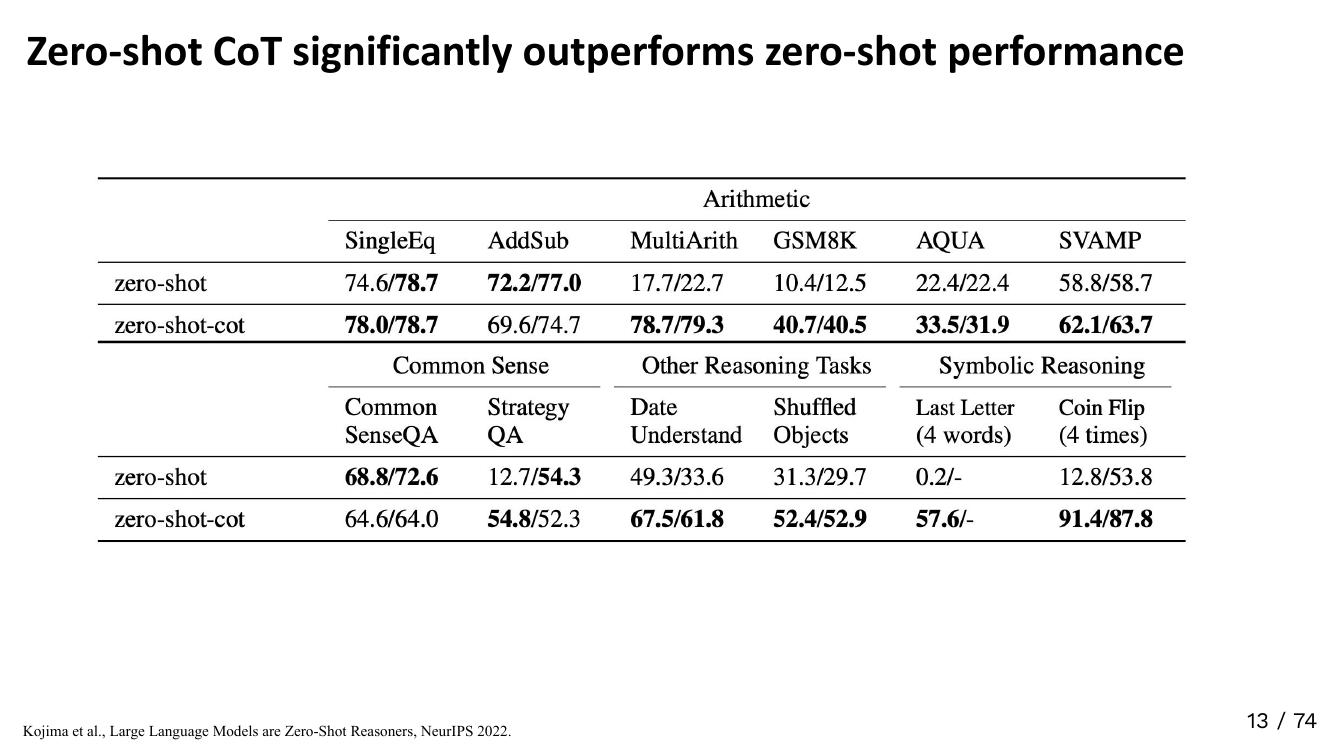 Zero-shot CoT significantly outperforms zero-shot performance
Arithmetic
SingleEq AddSub MultiArith GSM8K AQUA SVAMP
zero-shot 74.6/78.7 72.2/77.0 17.7/22.7 10.4/12.5 22.4/22.4 58.8/58.7
zero-shot-cot 78.0/78.7 69.6/74.7 78.7/79.3 40.7/40.5 33.5/31.9 62.1/63.7
Common Sense Other Reasoning Tasks Symbolic Reasoning
Common Strategy Date Shuffled Last Letter Coin Flip
SenseQA QA Understand Objects (4 words) (4 times)
zero-shot 68.8/72.6 12.7/54.3 49.3/33.6 31.3/29.7 0.2/- 12.8/53.8
zero-shot-cot 64.6/64.0 54.8/52.3 67.5/61.8 52.4/52.9 57.6/- 91.4/87.8
Kojima et al., Large Language Models are Zero-Shot Reasoners, NeurIPS 2022.
13 / 74